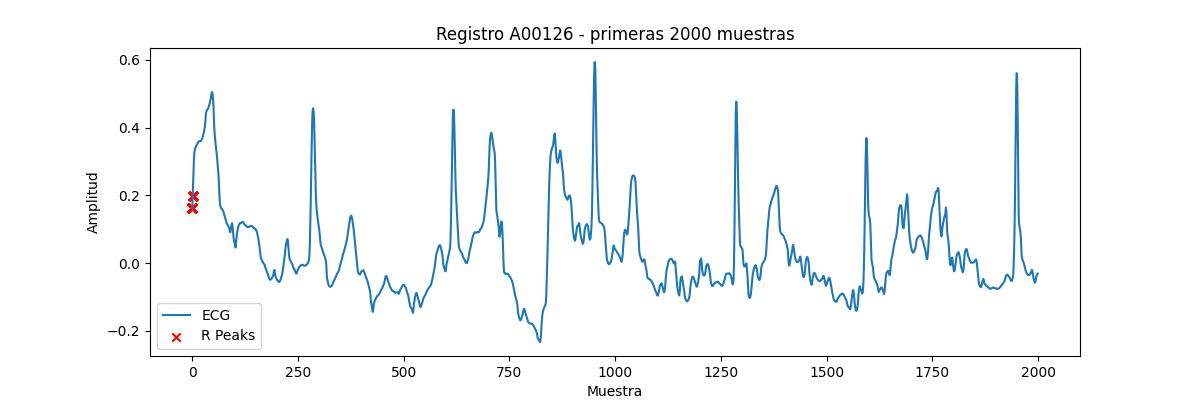 Registro A00126 - primeras 2000 muestras
Amplitud
0.6
0.4
0.2
0.0
−0.2
ECG
R Peaks
0 250 500 750 1000 1250 1500 1750 2000
Muestra